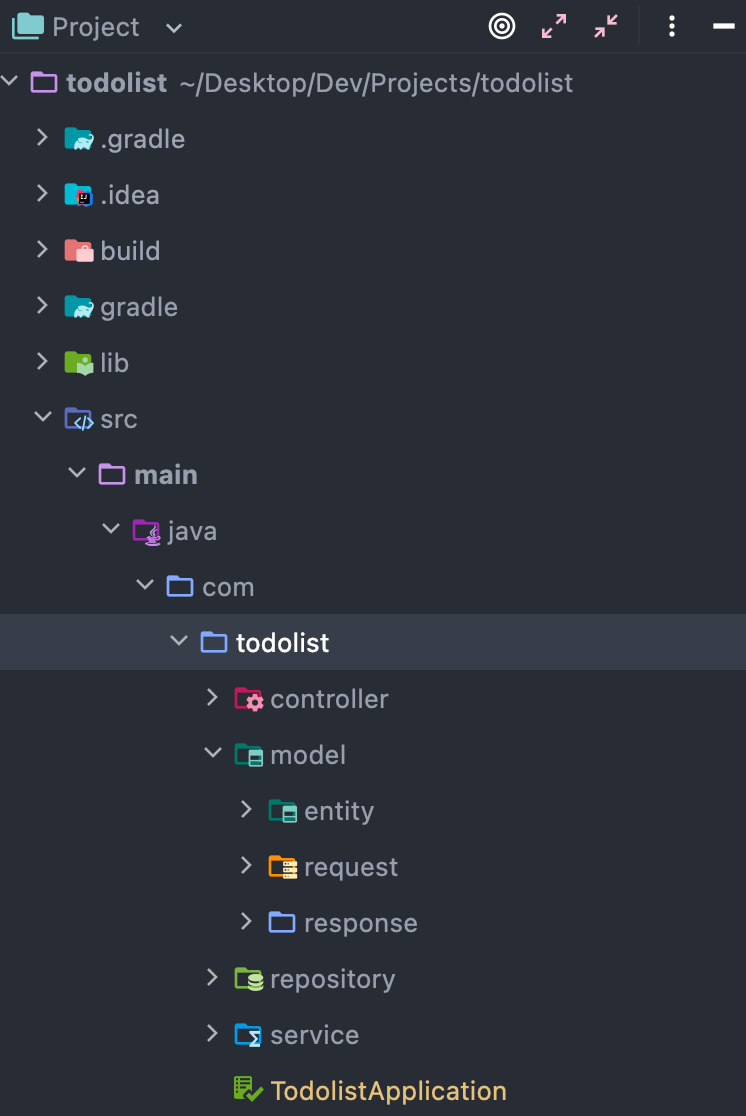 Project
todolist ~/Desktop/Dev/Projects/todolist
.gradle
.idea
build
gradle
lib
src
main
java
com
todolist
controller
model
entity
request
response
repository
service
TodolistApplication